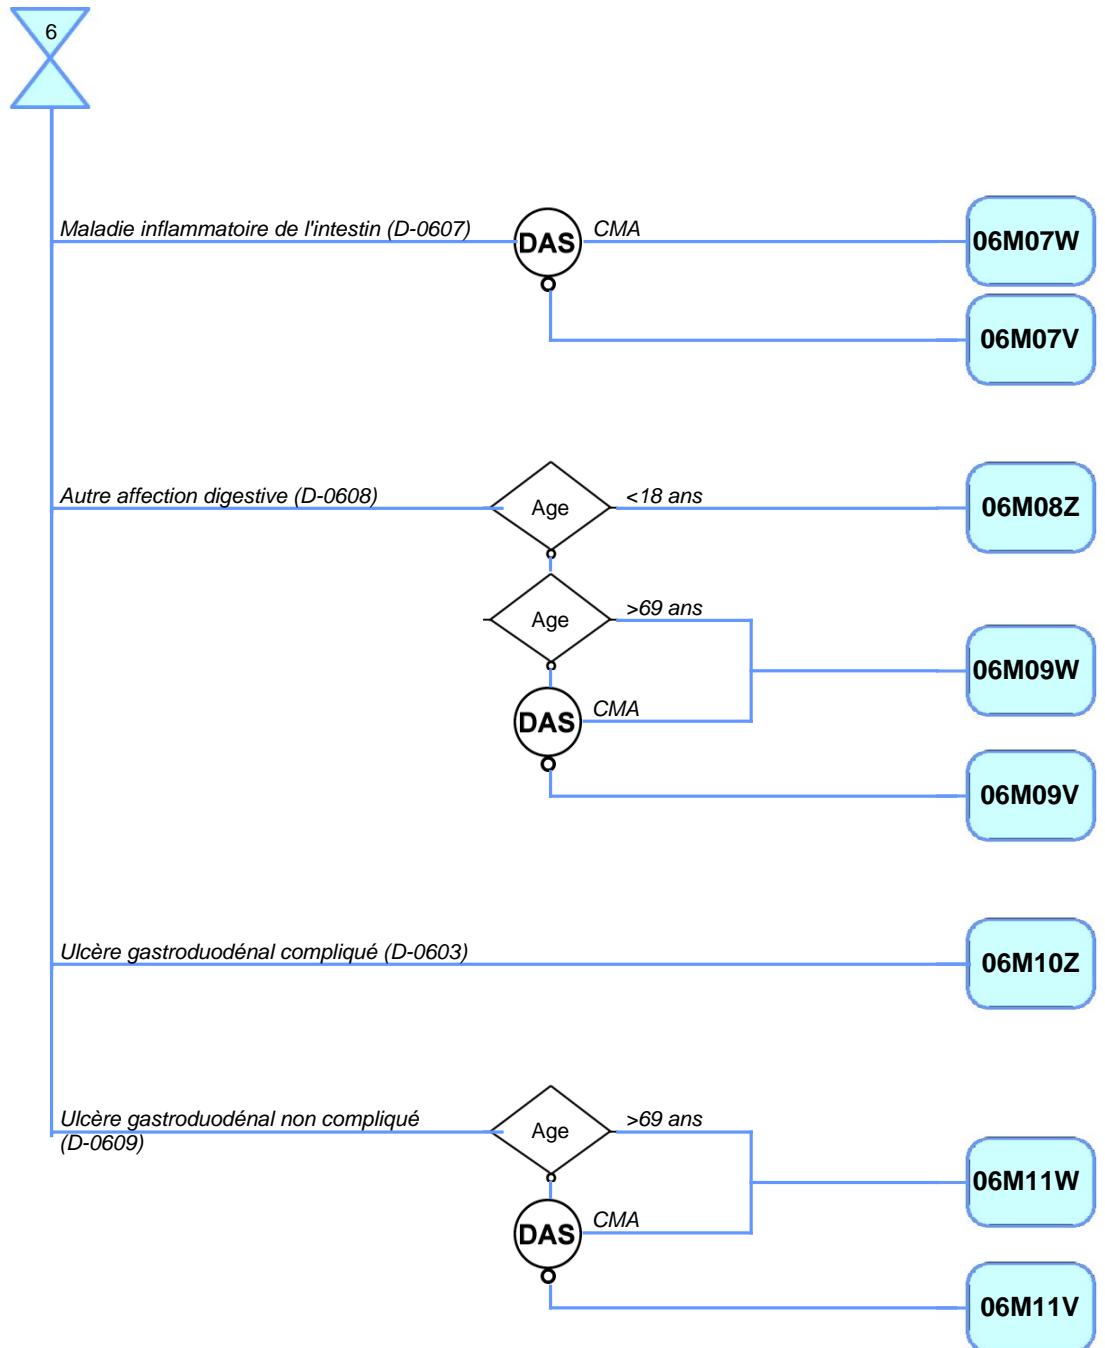 6
Maladie inflammatoire de l'intestin (D-0607)
DAS
CMA
06M07W
06M07V
Autre affection digestive (D-0608)
Age
<18 ans
06M08Z
Age
>69 ans
06M09W
DAS
CMA
06M09V
Ulcère gastroduodénal compliqué (D-0603)
06M10Z
Ulcère gastroduodénal non compliqué
(D-0609)
Age
>69 ans
06M11W
DAS
CMA
06M11V